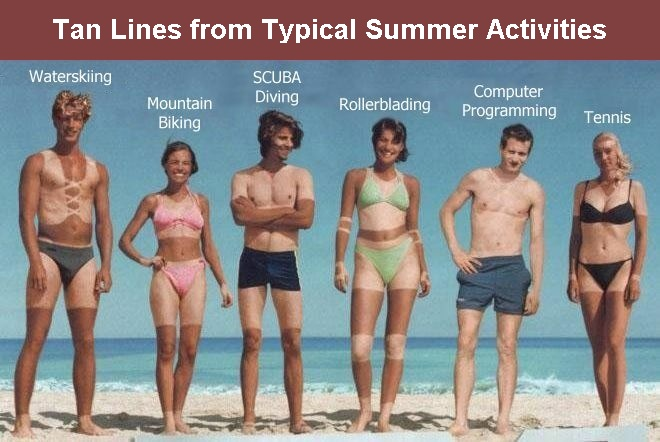 Tan Lines from Typical Summer Activities
Waterskiing
Mountain
Biking
SCUBA
Diving
Rollerblading
Computer
Programming
Tennis